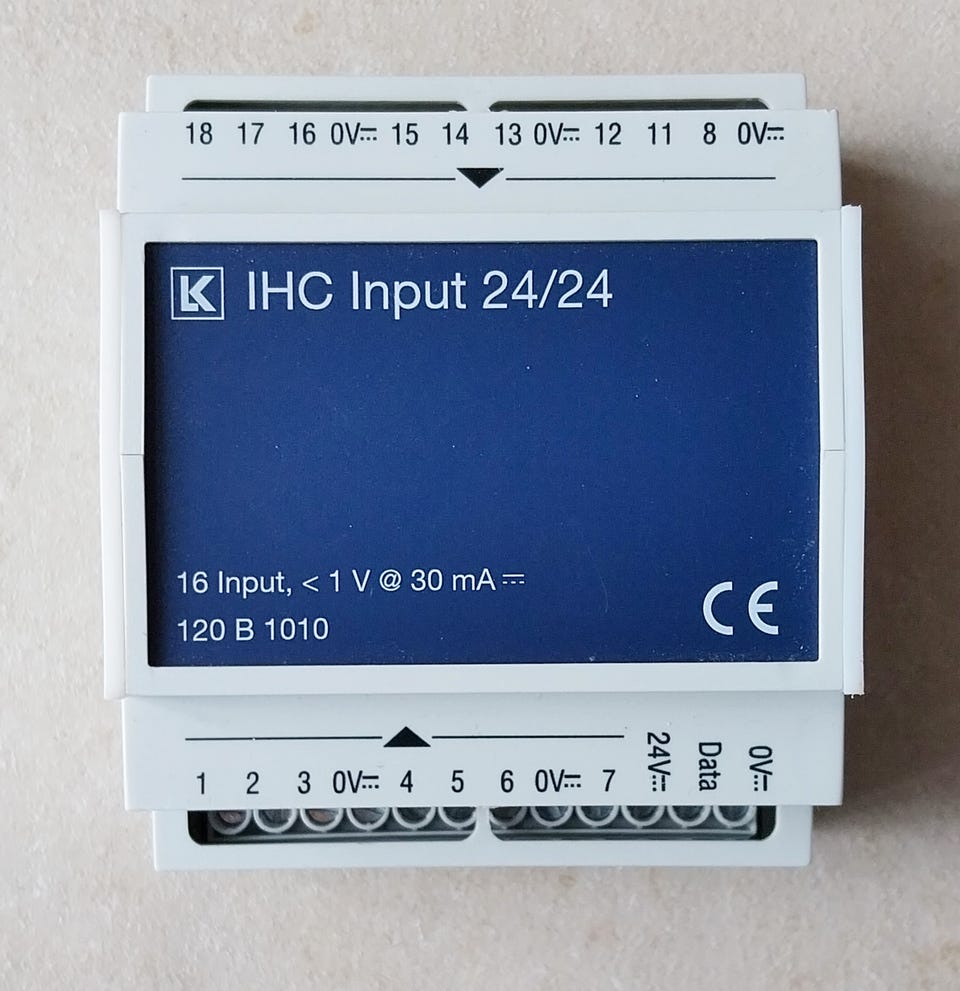 18 17 16 0V⎓ 15 14 13 0V⎓ 12 11 8 0V⎓
LK IHC Input 24/24
16 Input, < 1 V @ 30 mA ⎓
120 B 1010
CE
1 2 3 0V⎓ 4 5 6 0V⎓ 7 24V⎓ Data 0V⎓